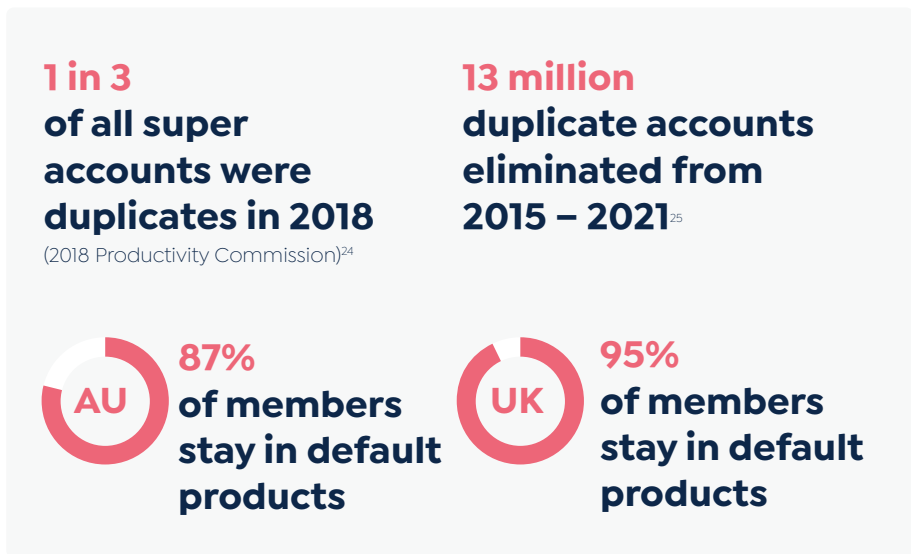 1 in 3
of all super
accounts were
duplicates in 2018
(2018 Productivity Commission)24
13 million
duplicate accounts
eliminated from
2015 – 2021 25
AU
87%
of members
stay in default
products
UK
95%
of members
stay in default
products